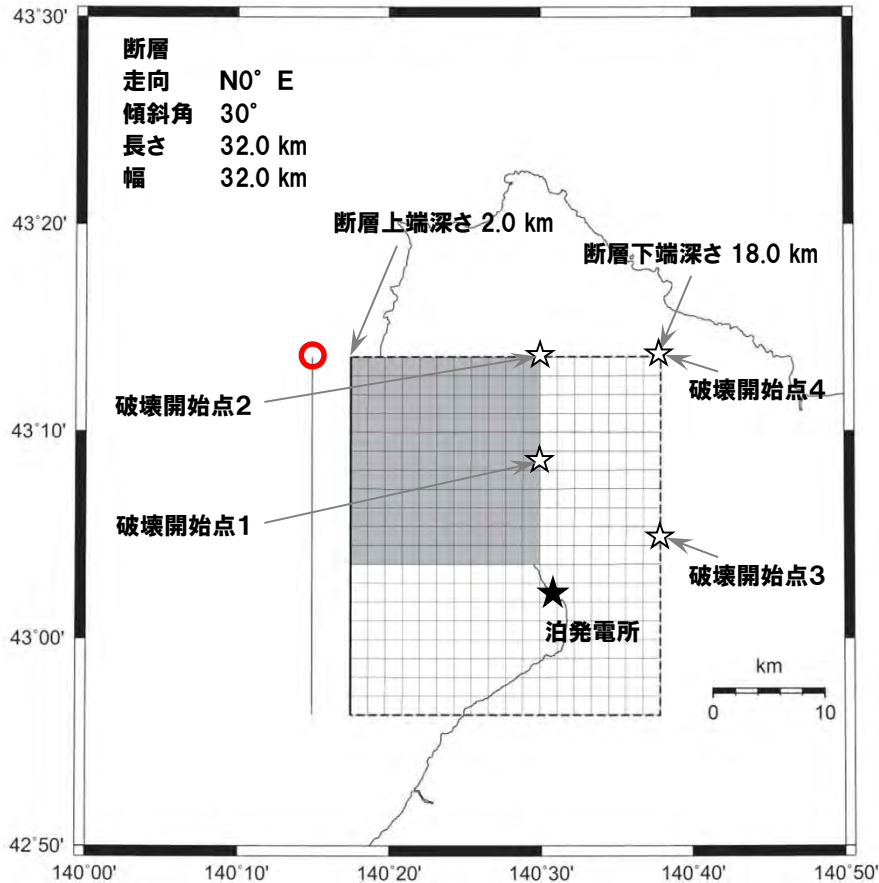 43°30'
断層
走向 N0° E
傾斜角 30°
長さ 32.0 km
幅 32.0 km
43°20'
断層上端深さ 2.0 km
断層下端深さ 18.0 km
破壊開始点2
破壊開始点4
43°10'
破壊開始点1
破壊開始点3
泊発電所
43°00'
km
0 10
42°50'
140°00' 140°10' 140°20' 140°30' 140°40' 140°50'